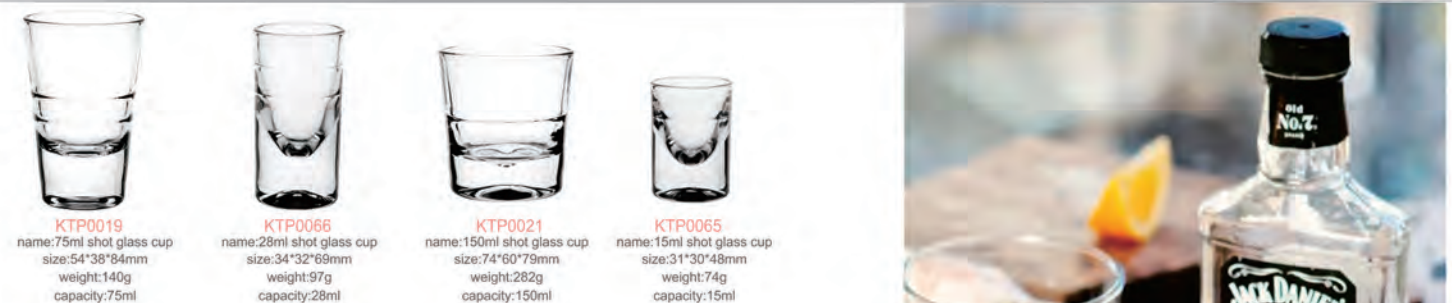 KTP0019
name:75ml shot glass cup
size:54*38*84mm
weight:140g
capacity:75ml
KTP0066
name:28ml shot glass cup
size:34*32*69mm
weight:97g
capacity:28ml
KTP0021
name:150ml shot glass cup
size:74*60*79mm
weight:282g
capacity:150ml
KTP0065
name:15ml shot glass cup
size:31*30*48mm
weight:74g
capacity:15ml
Old
No.7.
JACK DANIEL